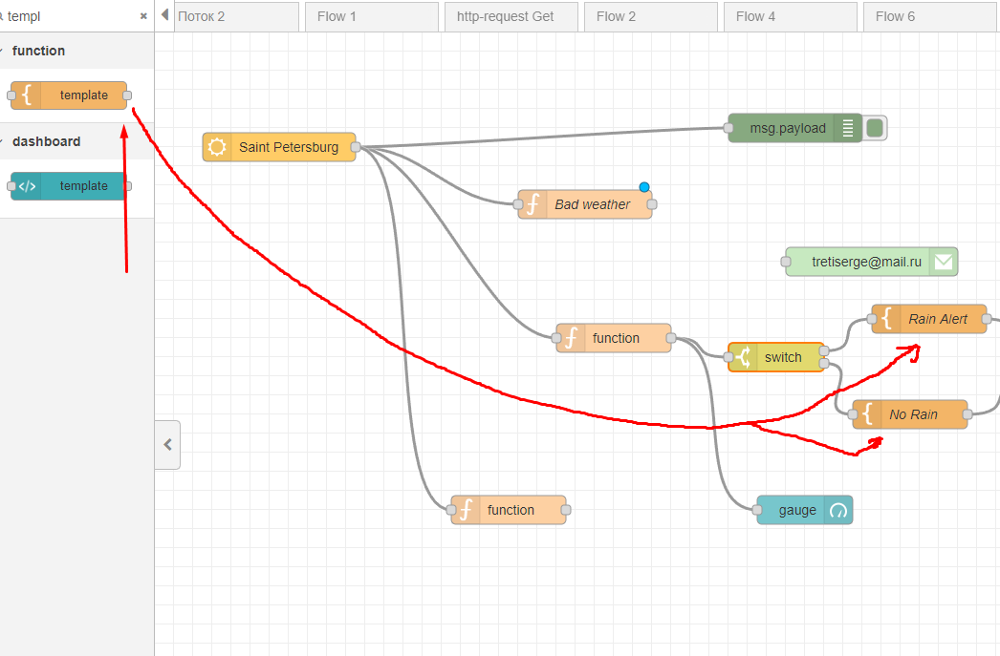 templ ×
Поток 2
Flow 1
http-request Get
Flow 2
Flow 4
Flow 6
function
template
dashboard
template
Saint Petersburg
msg.payload
Bad weather
tretiserge@mail.ru
Rain Alert
function
switch
No Rain
function
gauge